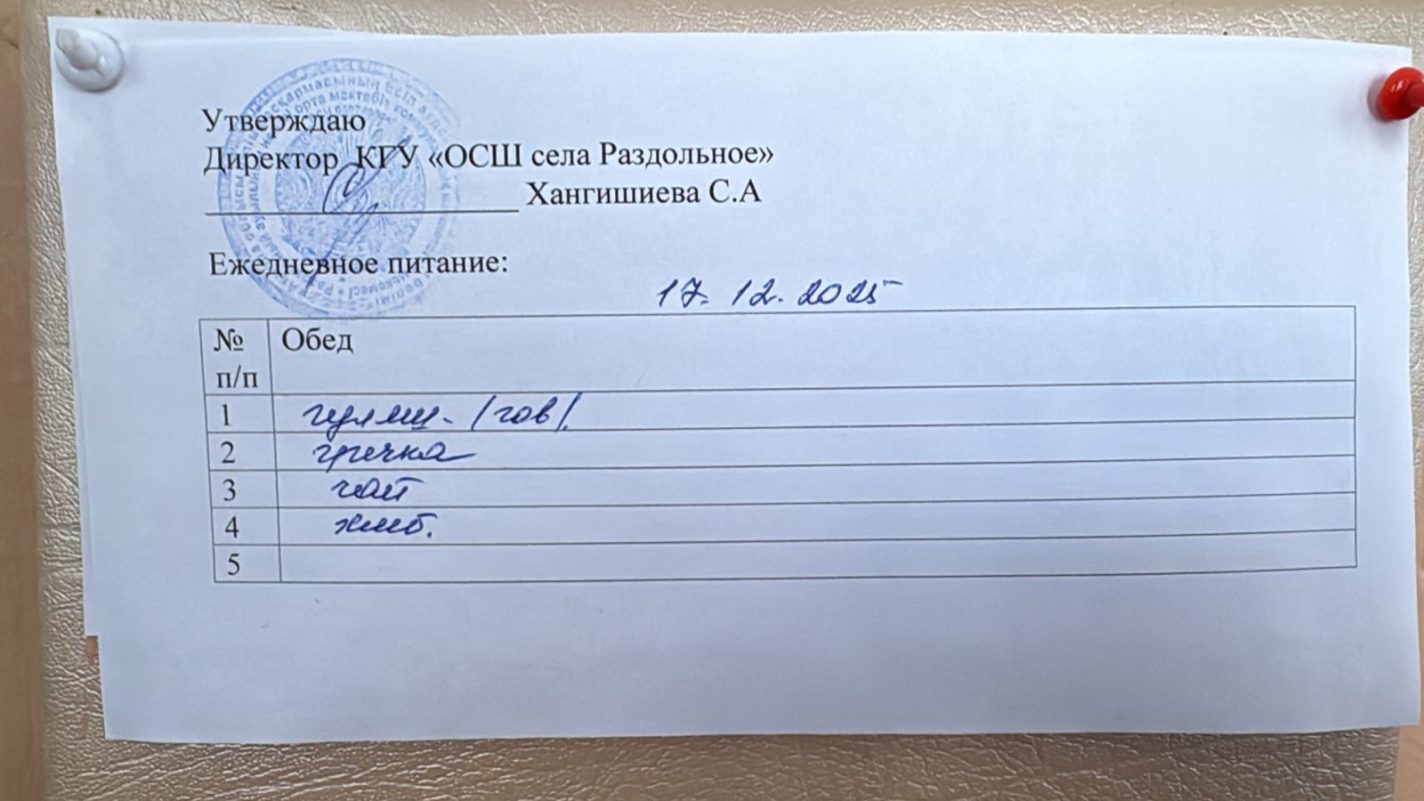 Утверждаю
Директор КГУ «ОСШ села Раздольное»
Хангишиева С.А
Ежедневное питание:
17. 12. 2025
№ п/п Обед
1 гуляш - /гов/.
2 гречка
3 чай
4 хлеб.
5